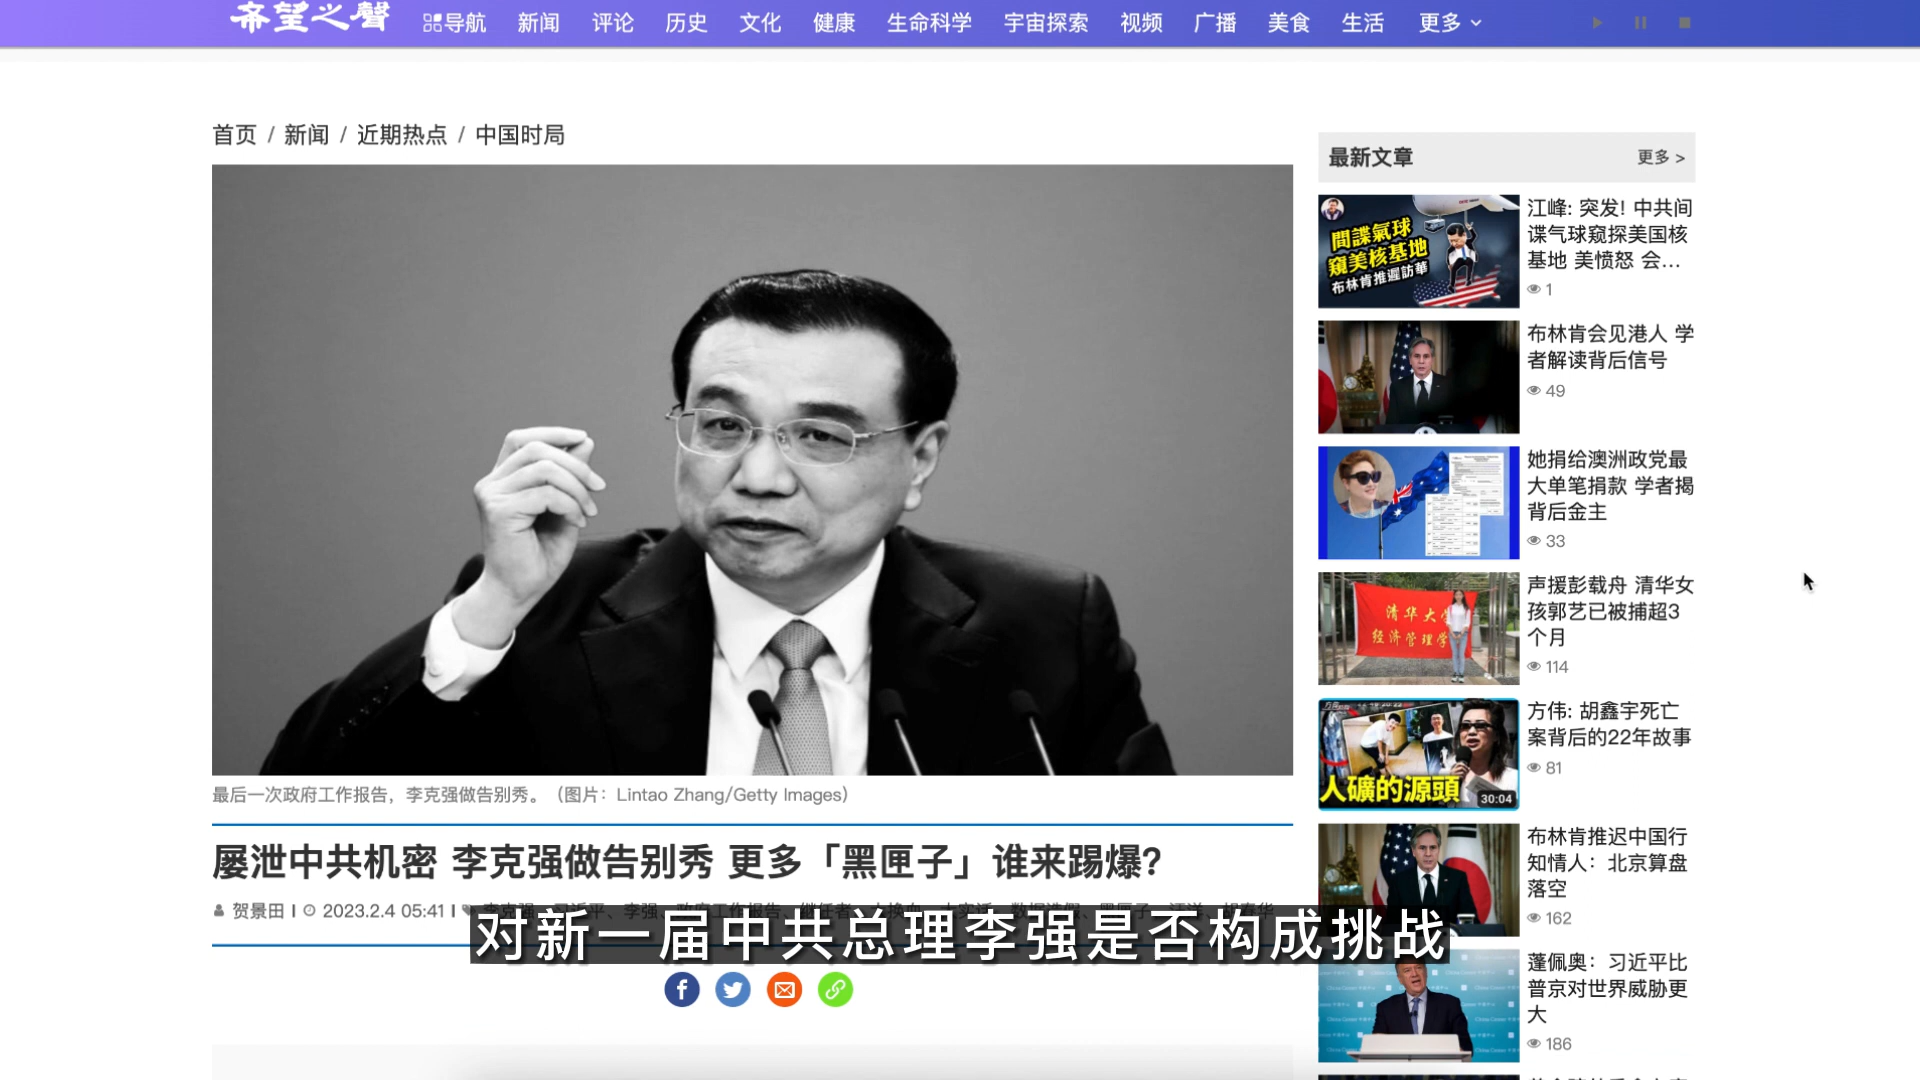 希望之聲
导航 新闻 评论 历史 文化 健康 生命科学 宇宙探索 视频 广播 美食 生活 更多
首页 / 新闻 / 近期热点 / 中国时局
最后一次政府工作报告，李克强做告别秀。（图片：Lintao Zhang/Getty Images）
屡泄中共机密 李克强做告别秀 更多「黑匣子」谁来踢爆？
贺景田 I 2023.2.4 05:41 I
对新一届中共总理李强是否构成挑战
最新文章
更多 >
間諜氣球
窺美核基地
布林肯推遲訪華
江峰: 突发! 中共间
谍气球窥探美国核
基地 美愤怒 会...
1
布林肯会见港人 学
者解读背后信号
49
她捐给澳洲政党最
大单笔捐款 学者揭
背后金主
33
清华大学
经济管理学
声援彭载舟 清华女
孩郭艺已被捕超3
个月
114
人礦的源頭
30:04
方伟: 胡鑫宇死亡
案背后的22年故事
81
布林肯推迟中国行
知情人：北京算盘
落空
162
蓬佩奥：习近平比
普京对世界威胁更
大
186